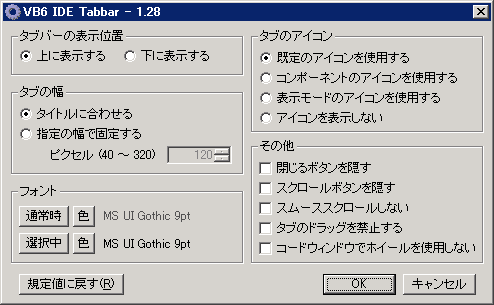 VB6 IDE Tabbar - 1.28
タブバーの表示位置
上に表示する
下に表示する
タブの幅
タイトルに合わせる
指定の幅で固定する
ピクセル (40 ～ 320)
120
フォント
通常時
色
MS UI Gothic 9pt
選択中
色
MS UI Gothic 9pt
タブのアイコン
既定のアイコンを使用する
コンポーネントのアイコンを使用する
表示モードのアイコンを使用する
アイコンを表示しない
その他
閉じるボタンを隠す
スクロールボタンを隠す
スムーススクロールしない
タブのドラッグを禁止する
コードウィンドウでホイールを使用しない
規定値に戻す(R)
OK
キャンセル